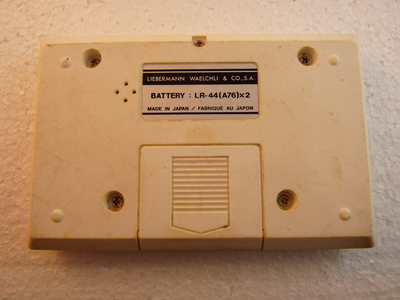 LIEBERMANN WAELCHLI & CO.,S.A.
BATTERY : LR-44(A76)×2
MADE IN JAPAN / FABRIQUE AU JAPON